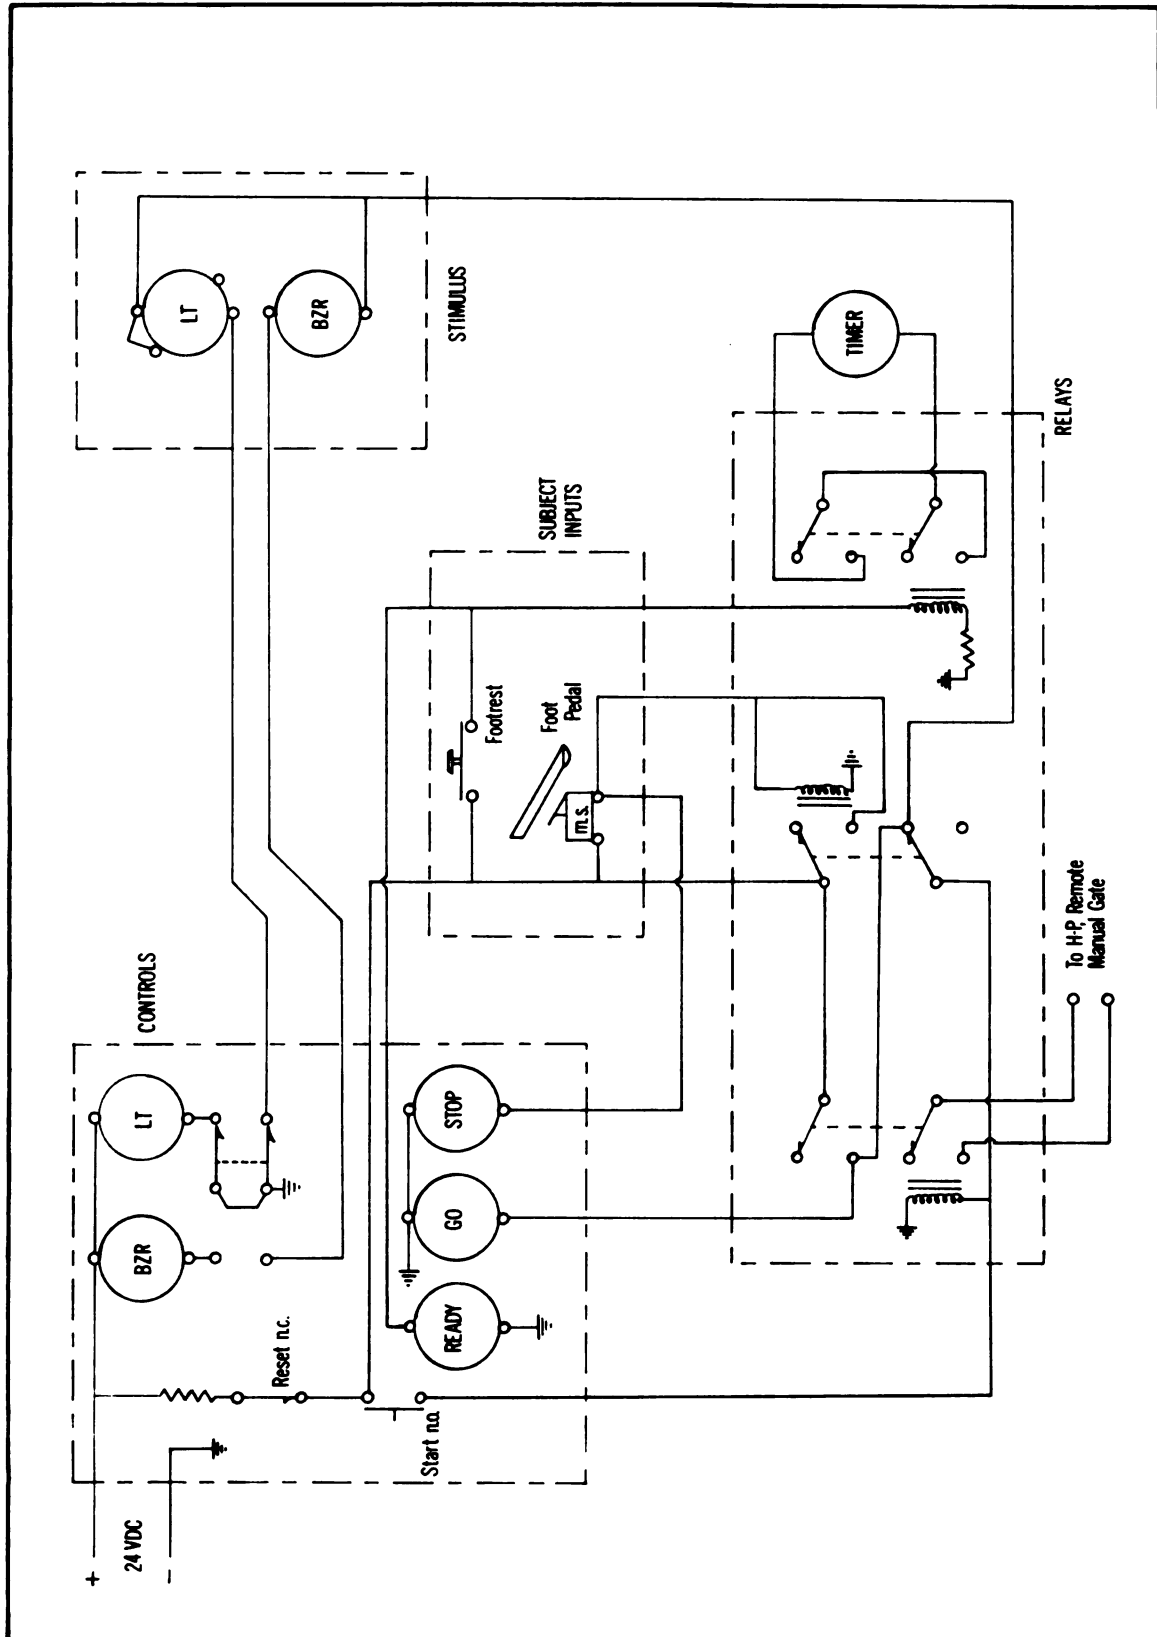 +
24 VDC
-
CONTROLS
BZR
LT
Reset n.c.
Start n.o.
READY
GO
STOP
STIMULUS
LT
BZR
SUBJECT
INPUTS
Footrest
Foot
Pedal
m.s.
TIMER
RELAYS
To H-P, Remote
Manual Gate